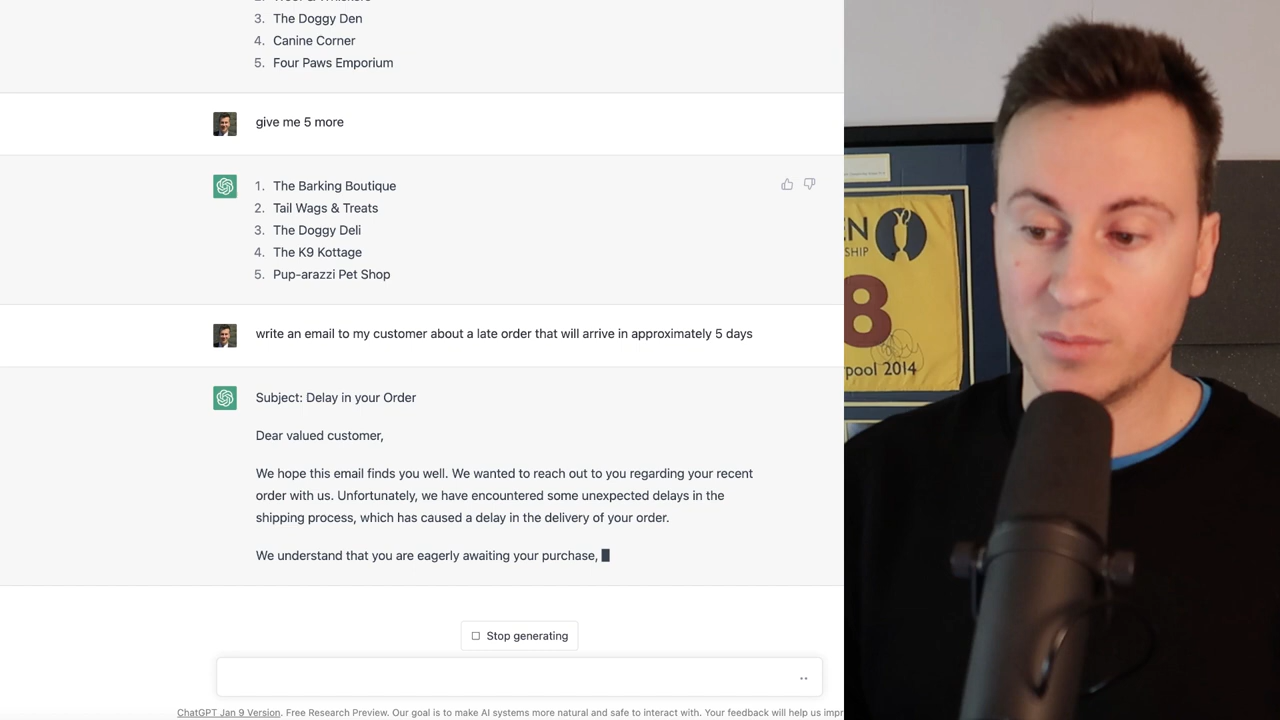 3. The Doggy Den
4. Canine Corner
5. Four Paws Emporium
give me 5 more
1. The Barking Boutique
2. Tail Wags & Treats
3. The Doggy Deli
4. The K9 Kottage
5. Pup-arazzi Pet Shop
write an email to my customer about a late order that will arrive in approximately 5 days
Subject: Delay in your Order
Dear valued customer,
We hope this email finds you well. We wanted to reach out to you regarding your recent
order with us. Unfortunately, we have encountered some unexpected delays in the
shipping process, which has caused a delay in the delivery of your order.
We understand that you are eagerly awaiting your purchase,
Stop generating
ChatGPT Jan 9 Version. Free Research Preview. Our goal is to make AI systems more natural and safe to interact with. Your feedback will help us impr
EN
SHIP
8
pool 2014